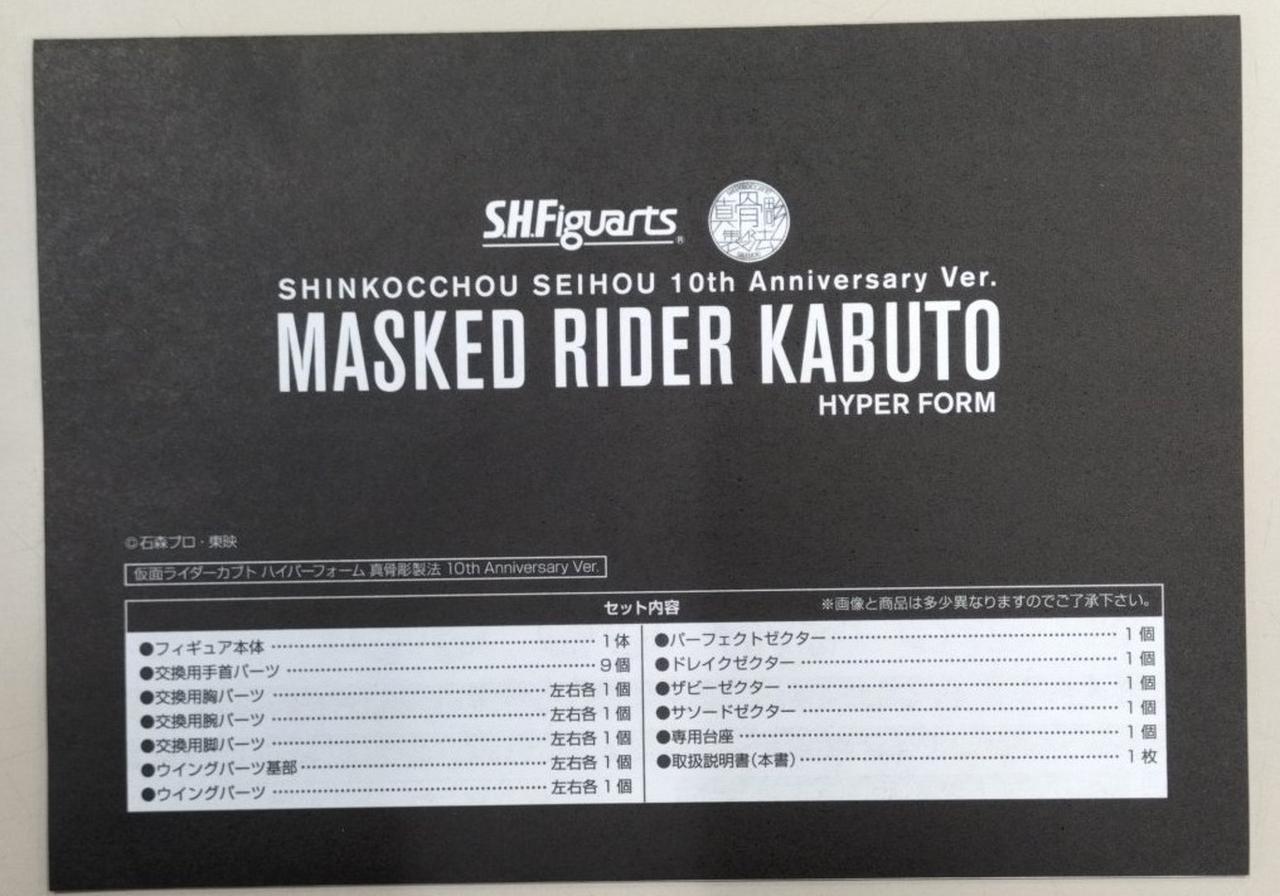 S.H.Figuarts®
真骨彫
製法
SHINKOCCHOU SEIHOU 10th Anniversary Ver.
MASKED RIDER KABUTO
HYPER FORM
©石森プロ・東映
仮面ライダーカブト ハイパーフォーム 真骨彫製法 10th Anniversary Ver.
セット内容
※画像と商品は多少異なりますのでご了承下さい。
●フィギュア本体 1体
●交換用手首パーツ 9個
●交換用胸パーツ 左右各1個
●交換用腕パーツ 左右各1個
●交換用脚パーツ 左右各1個
●ウイングパーツ基部 左右各1個
●ウイングパーツ 左右各1個
●パーフェクトゼクター 1個
●ドレイクゼクター 1個
●ザビーゼクター 1個
●サソードゼクター 1個
●専用台座 1個
●取扱説明書(本書) 1枚